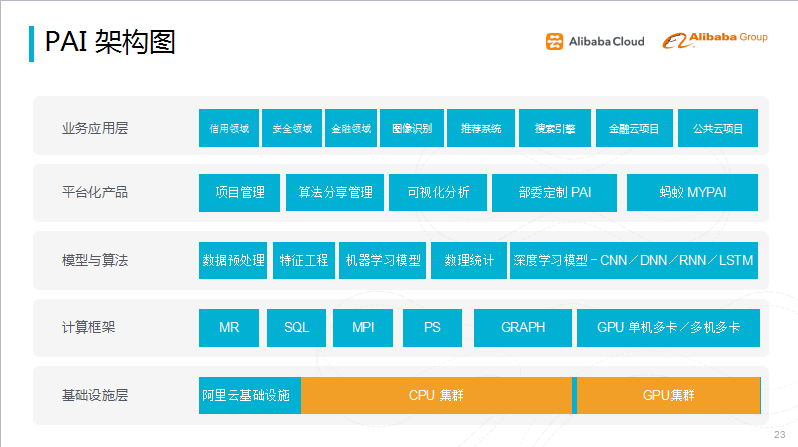 PAI 架构图
Alibaba Cloud
Alibaba Group
业务应用层 信用领域 安全领域 金融领域 图像识别 推荐系统 搜索引擎 金融云项目 公共云项目
平台化产品 项目管理 算法分享管理 可视化分析 部委定制 PAI 蚂蚁 MYPAI
模型与算法 数据预处理 特征工程 机器学习模型 数理统计 深度学习模型-CNN／DNN／RNN／LSTM
计算框架 MR SQL MPI PS GRAPH GPU 单机多卡／多机多卡
基础设施层 阿里云基础设施 CPU 集群 GPU集群
23